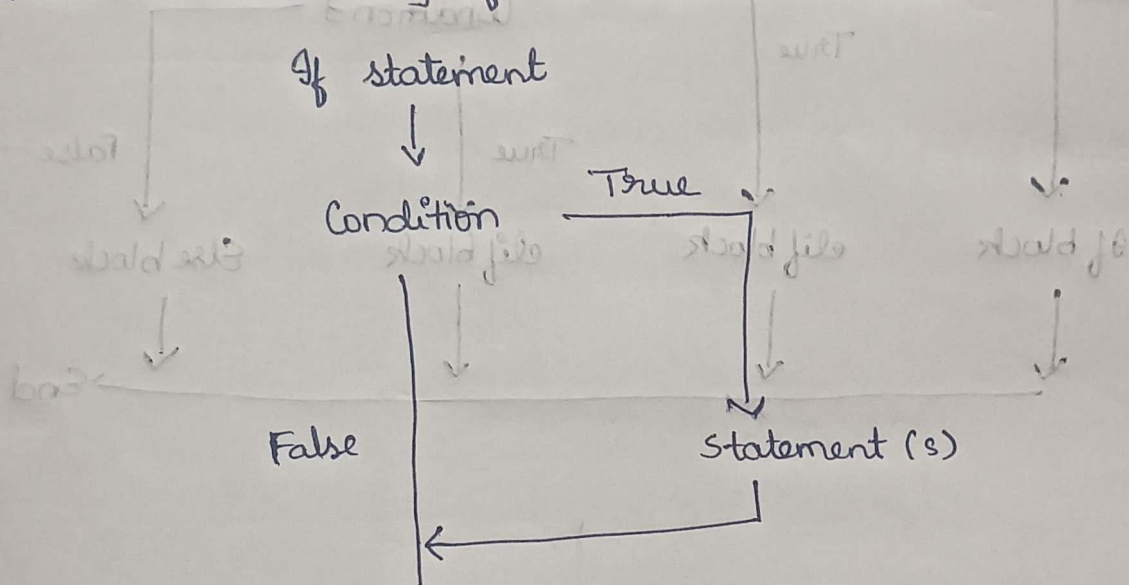 If statement
True
Condition
False
Statement (s)